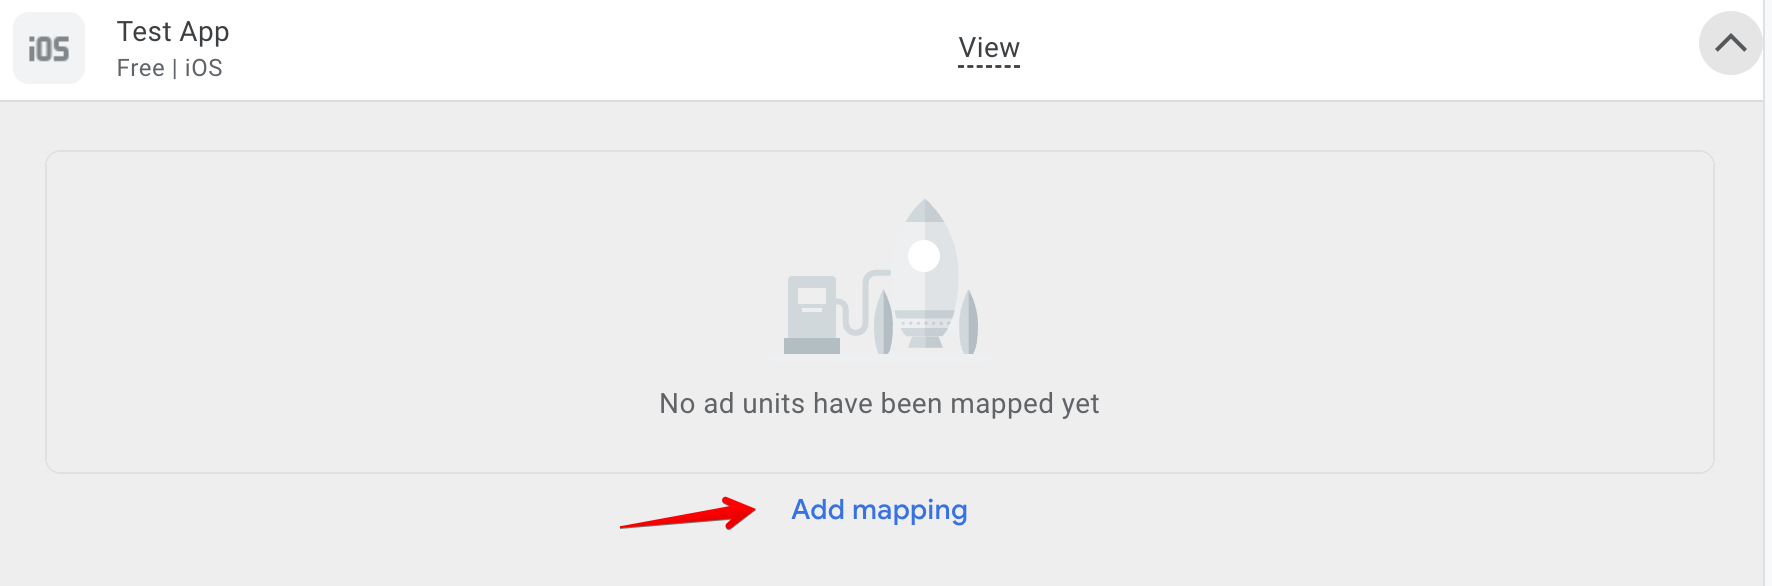 iOS
Test App
Free | iOS
View
No ad units have been mapped yet
Add mapping